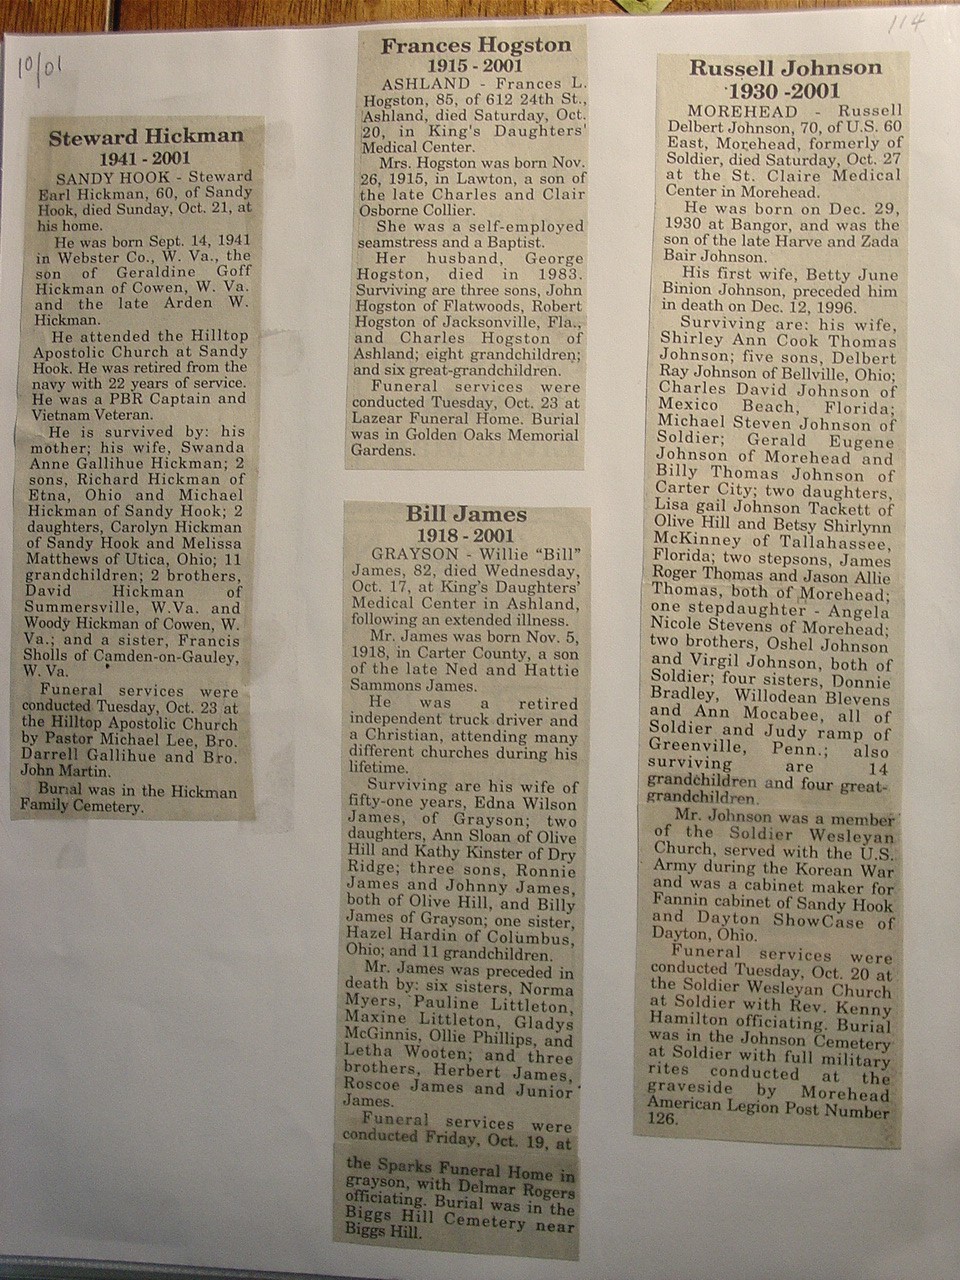 10/01
114
Steward Hickman
1941 - 2001
SANDY HOOK - Steward
Earl Hickman, 60, of Sandy
Hook, died Sunday, Oct. 21, at
his home.
He was born Sept. 14, 1941
in Webster Co., W. Va., the
son of Geraldine Goff
Hickman of Cowen, W. Va.
and the late Arden W.
Hickman.
He attended the Hilltop
Apostolic Church at Sandy
Hook. He was retired from the
navy with 22 years of service.
He was a PBR Captain and
Vietnam Veteran.
He is survived by: his
mother; his wife, Swanda
Anne Gallihue Hickman; 2
sons, Richard Hickman of
Etna, Ohio and Michael
Hickman of Sandy Hook; 2
daughters, Carolyn Hickman
of Sandy Hook and Melissa
Matthews of Utica, Ohio; 11
grandchildren; 2 brothers,
David Hickman of
Summersville, W.Va. and
Woody Hickman of Cowen, W.
Va.; and a sister, Francis
Sholls of Camden-on-Gauley,
W. Va.
Funeral services were
conducted Tuesday, Oct. 23 at
the Hilltop Apostolic Church
by Pastor Michael Lee, Bro.
Darrell Gallihue and Bro.
John Martin.
Burial was in the Hickman
Family Cemetery.
Frances Hogston
1915 - 2001
ASHLAND - Frances L.
Hogston, 85, of 612 24th St.,
Ashland, died Saturday, Oct.
20, in King's Daughters'
Medical Center.
Mrs. Hogston was born Nov.
26, 1915, in Lawton, a son of
the late Charles and Clair
Osborne Collier.
She was a self-employed
seamstress and a Baptist.
Her husband, George
Hogston, died in 1983.
Surviving are three sons, John
Hogston of Flatwoods, Robert
Hogston of Jacksonville, Fla.,
and Charles Hogston of
Ashland; eight grandchildren;
and six great-grandchildren.
Funeral services were
conducted Tuesday, Oct. 23 at
Lazear Funeral Home. Burial
was in Golden Oaks Memorial
Gardens.
Bill James
1918 - 2001
GRAYSON - Willie "Bill"
James, 82, died Wednesday,
Oct. 17, at King's Daughters'
Medical Center in Ashland,
following an extended illness.
Mr. James was born Nov. 5,
1918, in Carter County, a son
of the late Ned and Hattie
Sammons James.
He was a retired
independent truck driver and
a Christian, attending many
different churches during his
lifetime.
Surviving are his wife of
fifty-one years, Edna Wilson
James, of Grayson; two
daughters, Ann Sloan of Olive
Hill and Kathy Kinster of Dry
Ridge; three sons, Ronnie
James and Johnny James,
both of Olive Hill, and Billy
James of Grayson; one sister,
Hazel Hardin of Columbus,
Ohio; and 11 grandchildren.
Mr. James was preceded in
death by: six sisters, Norma
Myers, Pauline Littleton,
Maxine Littleton, Gladys
McGinnis, Ollie Phillips, and
Letha Wooten; and three
brothers, Herbert James,
Roscoe James and Junior
James.
Funeral services were
conducted Friday, Oct. 19, at
the Sparks Funeral Home in
grayson, with Delmar Rogers
officiating. Burial was in the
Biggs Hill Cemetery near
Biggs Hill.
Russell Johnson
1930 -2001
MOREHEAD - Russell
Delbert Johnson, 70, of U.S. 60
East, Morehead, formerly of
Soldier, died Saturday, Oct. 27
at the St. Claire Medical
Center in Morehead.
He was born on Dec. 29,
1930 at Bangor, and was the
son of the late Harve and Zada
Bair Johnson.
His first wife, Betty June
Binion Johnson, preceded him
in death on Dec. 12, 1996.
Surviving are: his wife,
Shirley Ann Cook Thomas
Johnson; five sons, Delbert
Ray Johnson of Bellville, Ohio;
Charles David Johnson of
Mexico Beach, Florida;
Michael Steven Johnson of
Soldier; Gerald Eugene
Johnson of Morehead and
Billy Thomas Johnson of
Carter City; two daughters,
Lisa gail Johnson Tackett of
Olive Hill and Betsy Shirlynn
McKinney of Tallahassee,
Florida; two stepsons, James
Roger Thomas and Jason Allie
Thomas, both of Morehead;
one stepdaughter - Angela
Nicole Stevens of Morehead;
two brothers, Oshel Johnson
and Virgil Johnson, both of
Soldier; four sisters, Donnie
Bradley, Willodean Blevens
and Ann Mocabee, all of
Soldier and Judy ramp of
Greenville, Penn.; also
surviving are 14
grandchildren and four great-
grandchildren.
Mr. Johnson was a member
of the Soldier Wesleyan
Church, served with the U.S.
Army during the Korean War
and was a cabinet maker for
Fannin cabinet of Sandy Hook
and Dayton ShowCase of
Dayton, Ohio.
Funeral services were
conducted Tuesday, Oct. 20 at
the Soldier Wesleyan Church
at Soldier with Rev. Kenny
Hamilton officiating. Burial
was in the Johnson Cemetery
at Soldier with full military
rites conducted at the
graveside by Morehead
American Legion Post Number
126.